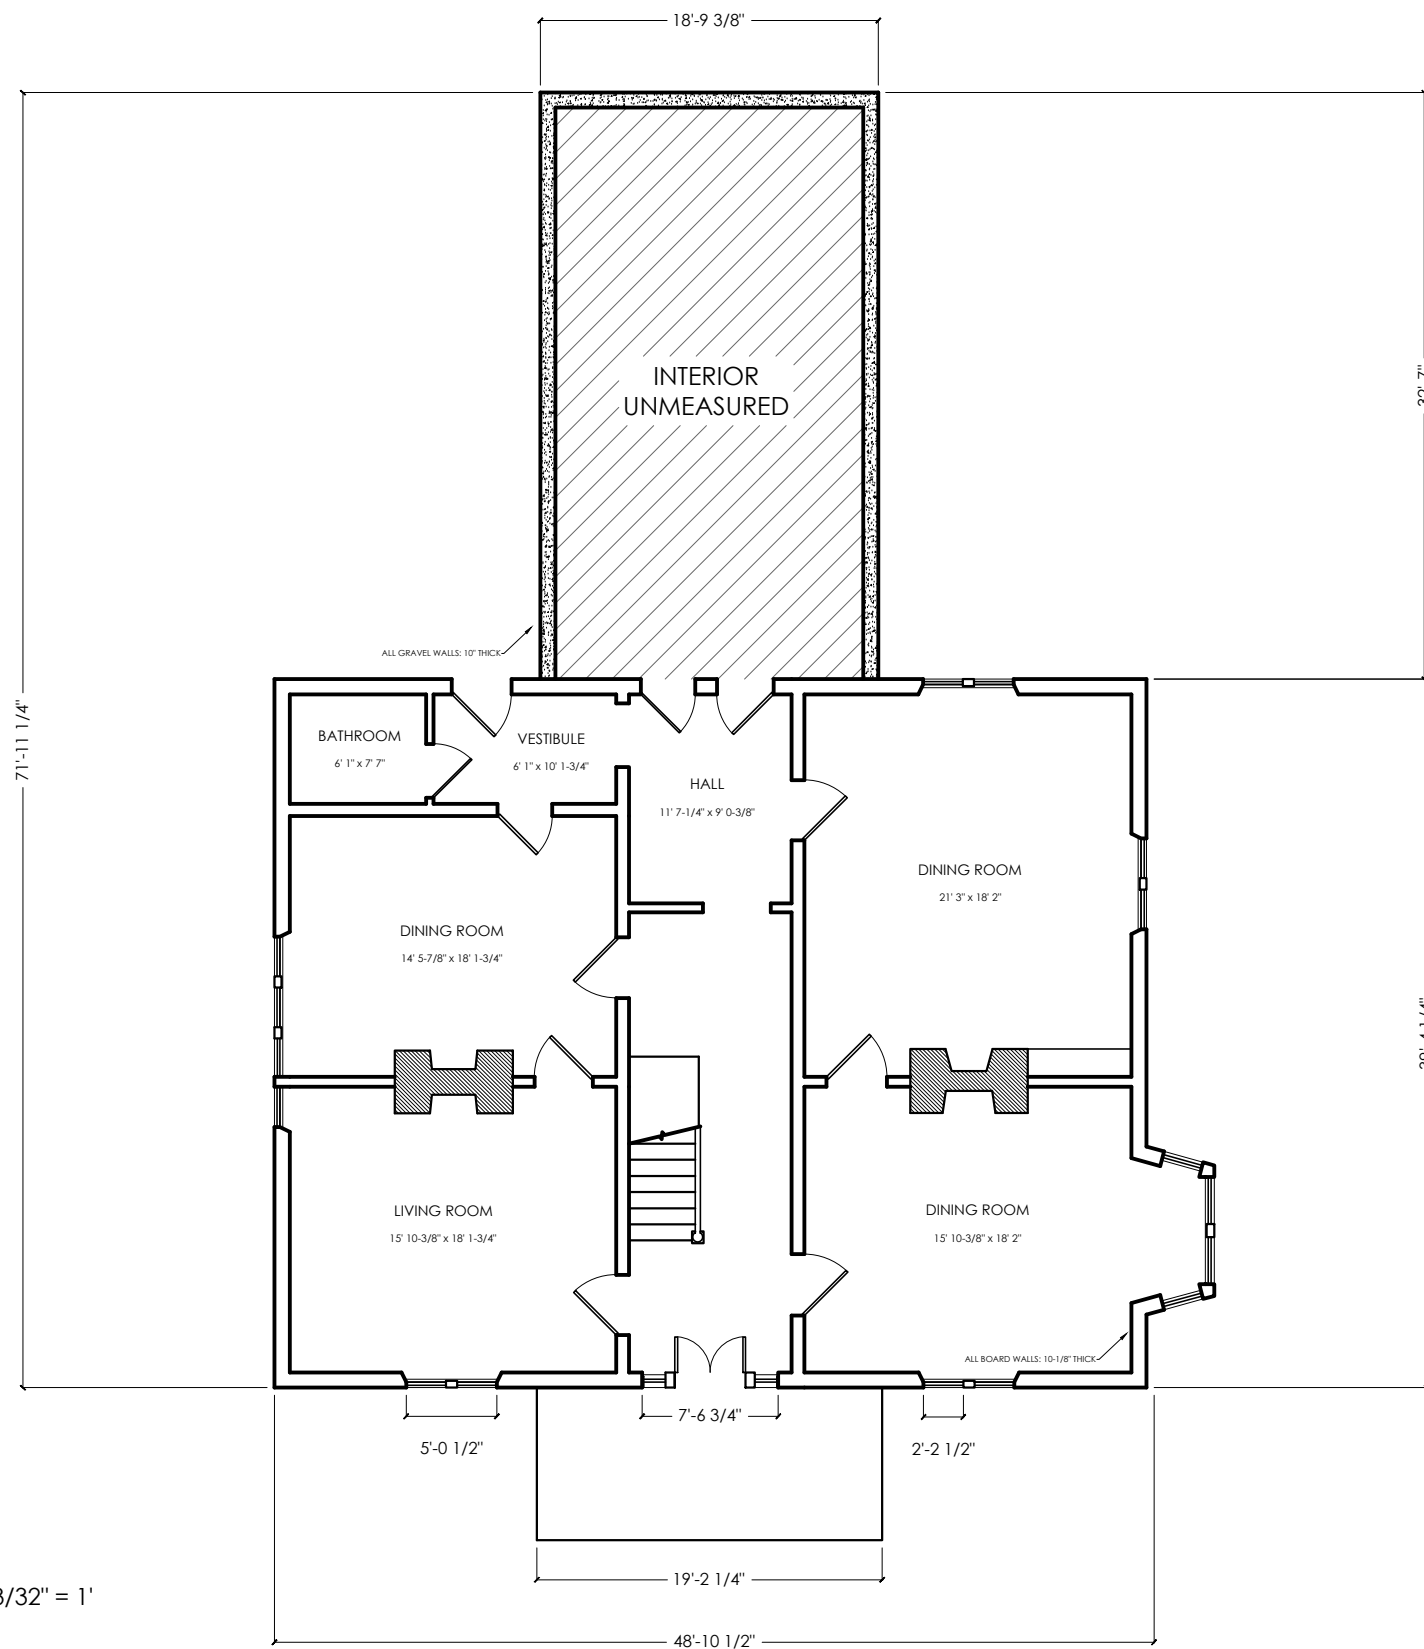 18'-9 3/8"
INTERIOR
UNMEASURED
ALL GRAVEL WALLS: 10" THICK
71'-11 1/4"
BATHROOM
6' 1" x 7' 7"
VESTIBULE
6' 1" x 10' 1-3/4"
HALL
11' 7-1/4" x 9' 0-3/8"
DINING ROOM
21' 3" x 18' 2"
DINING ROOM
14' 5-7/8" x 18' 1-3/4"
LIVING ROOM
15' 10-3/8" x 18' 1-3/4"
DINING ROOM
15' 10-3/8" x 18' 2"
ALL BOARD WALLS: 10-1/8" THICK
7'-6 3/4"
5'-0 1/2"
2'-2 1/2"
19'-2 1/4"
/32" = 1'
48'-10 1/2"